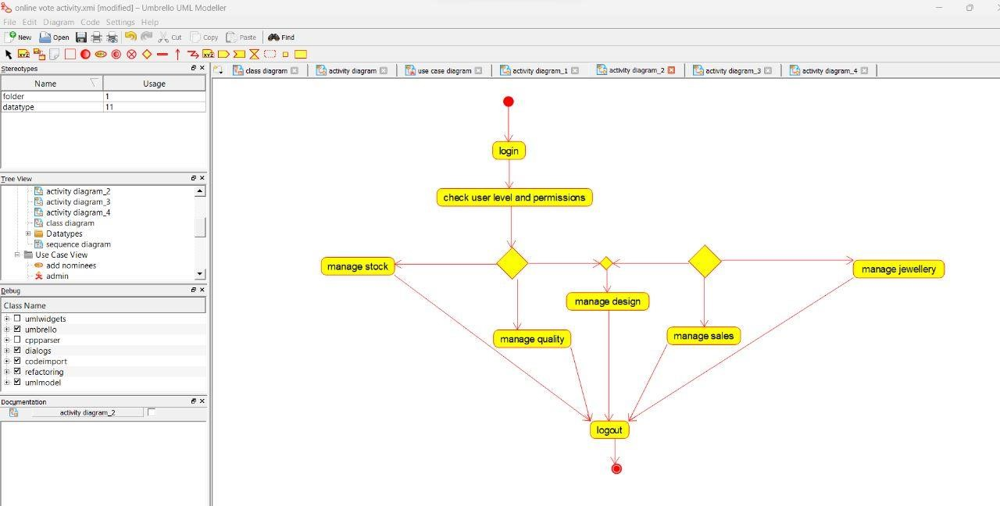 online vote activity.xmi [modified] – Umbrello UML Modeller
File Edit Diagram Code Settings Help
New Open Cut Copy Paste Find
XYZ ABC XYZ
Stereotypes
Name Usage
folder 1
datatype 11
Tree View
activity diagram_2
activity diagram_3
activity diagram_4
class diagram
Datatypes
sequence diagram
Use Case View
add nominees
admin
Debug
Class Name
umlwidgets
umbrello
cppparser
dialogs
codeimport
refactoring
umlmodel
Documentation
activity diagram_2
class diagram activity diagram use case diagram activity diagram_1 activity diagram_2 activity diagram_3 activity diagram_4
login
check user level and permissions
manage stock
manage jewellery
manage design
manage quality
manage sales
logout